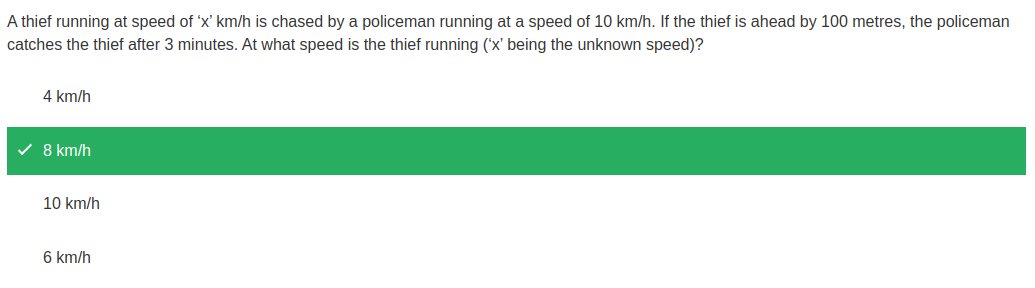 A thief running at speed of ‘x’ km/h is chased by a policeman running at a speed of 10 km/h. If the thief is ahead by 100 metres, the policeman
catches the thief after 3 minutes. At what speed is the thief running (‘x’ being the unknown speed)?
4 km/h
8 km/h
10 km/h
6 km/h